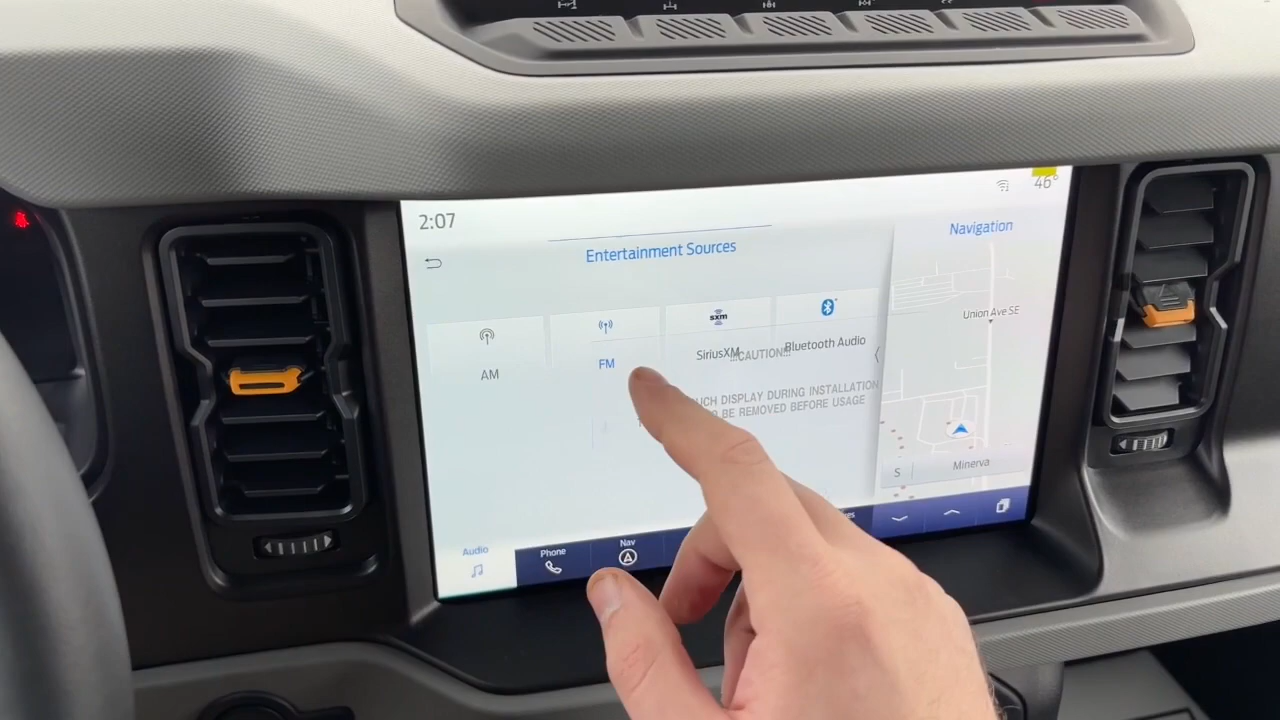 2:07
46°
Entertainment Sources
Navigation
AM
FM
sxm
SiriusXM
Bluetooth Audio
!!!CAUTION!!!
DISPLAY DURING INSTALLATION
BE REMOVED BEFORE USAGE
Union Ave SE
S
Minerva
Audio
Phone
Nav